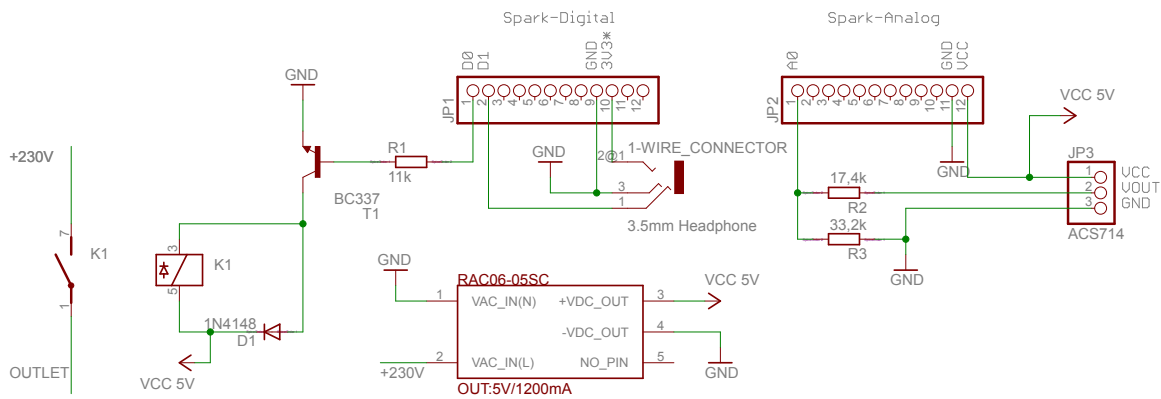 Spark-Digital
Spark-Analog
D0
D1
GND
3V3*
A0
GND
VCC
GND
JP1
1
2
3
4
5
6
7
8
9
10
11
12
JP2
1
2
3
4
5
6
7
8
9
10
11
12
VCC 5V
+230V
R1
11k
BC337
T1
GND
2@1
1-WIRE_CONNECTOR
3
1
3.5mm Headphone
GND
17,4k
R2
33,2k
R3
GND
JP3
1
2
3
VCC
VOUT
GND
ACS714
7
K1
1
OUTLET
3
K1
5
1N4148
D1
VCC 5V
GND
RAC06-05SC
1
VAC_IN(N)
+VDC_OUT
3
VCC 5V
-VDC_OUT
4
GND
2
VAC_IN(L)
NO_PIN
5
+230V
OUT:5V/1200mA